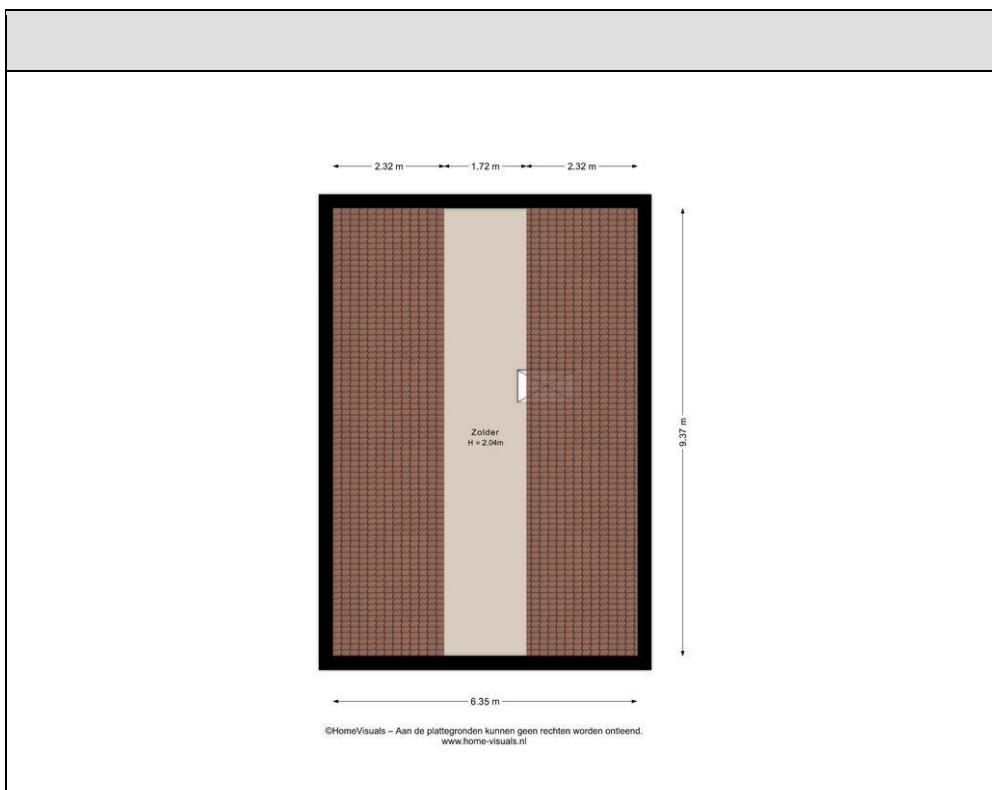 2.32 m 1.72 m 2.32 m
Zolder
H = 2.04m
9.37 m
6.35 m
©HomeVisuals – Aan de plattegronden kunnen geen rechten worden ontleend.
www.home-visuals.nl